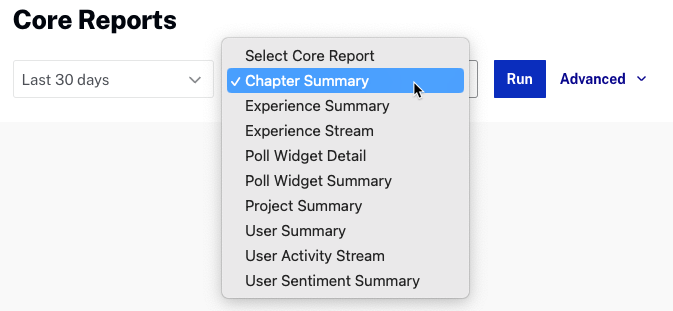 Core Reports
Last 30 days
Select Core Report
✓ Chapter Summary
Experience Summary
Experience Stream
Poll Widget Detail
Poll Widget Summary
Project Summary
User Summary
User Activity Stream
User Sentiment Summary
Run
Advanced